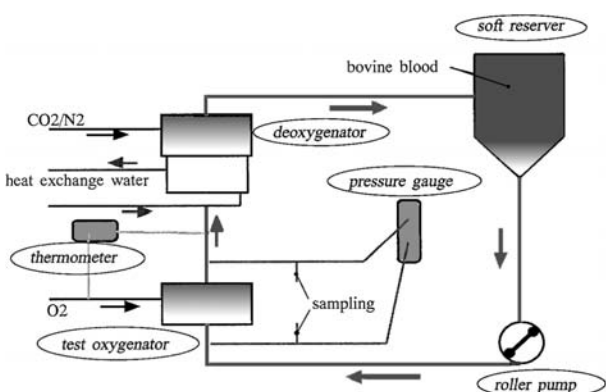 soft reserver
bovine blood
CO2/N2
deoxygenator
heat exchange water
pressure gauge
thermometer
sampling
O2
test oxygenator
roller pump